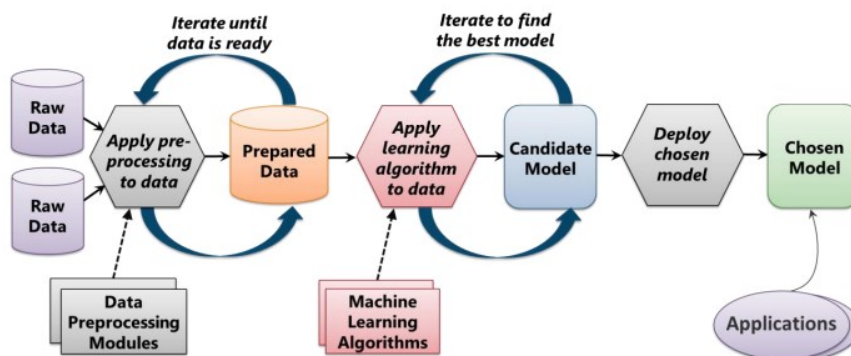 Iterate until
data is ready
Iterate to find
the best model
Raw
Data
Raw
Data
Apply pre-
processing
to data
Prepared
Data
Apply
learning
algorithm
to data
Candidate
Model
Deploy
chosen
model
Chosen
Model
Data
Preprocessing
Modules
Machine
Learning
Algorithms
Applications